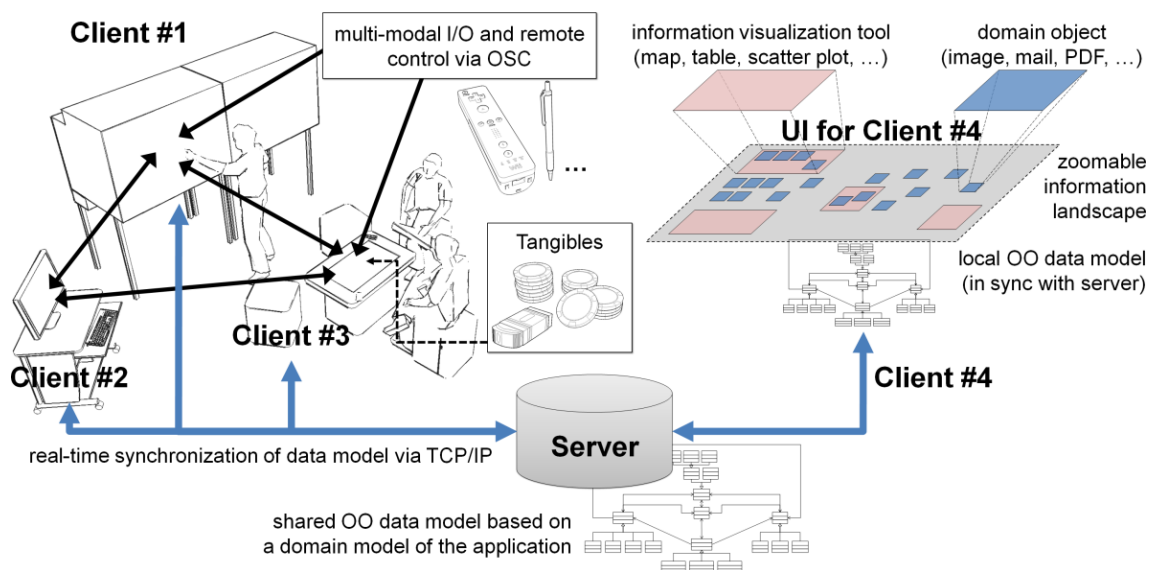 Client #1
multi-modal I/O and remote
control via OSC
...
information visualization tool
(map, table, scatter plot, …)
domain object
(image, mail, PDF, …)
UI for Client #4
zoomable
information
landscape
local OO data model
(in sync with server)
Tangibles
Client #3
Client #2
Client #4
Server
real-time synchronization of data model via TCP/IP
shared OO data model based on
a domain model of the application